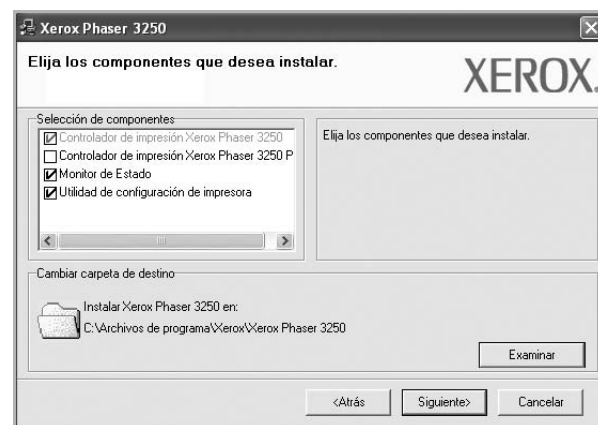 Xerox Phaser 3250
Elija los componentes que desea instalar.
XEROX.
Selección de componentes
Controlador de impresión Xerox Phaser 3250
Controlador de impresión Xerox Phaser 3250 P
Monitor de Estado
Utilidad de configuración de impresora
Elija los componentes que desea instalar.
Cambiar carpeta de destino
Instalar Xerox Phaser 3250 en:
C:\Archivos de programa\Xerox\Xerox Phaser 3250
Examinar
<Atrás
Siguiente>
Cancelar